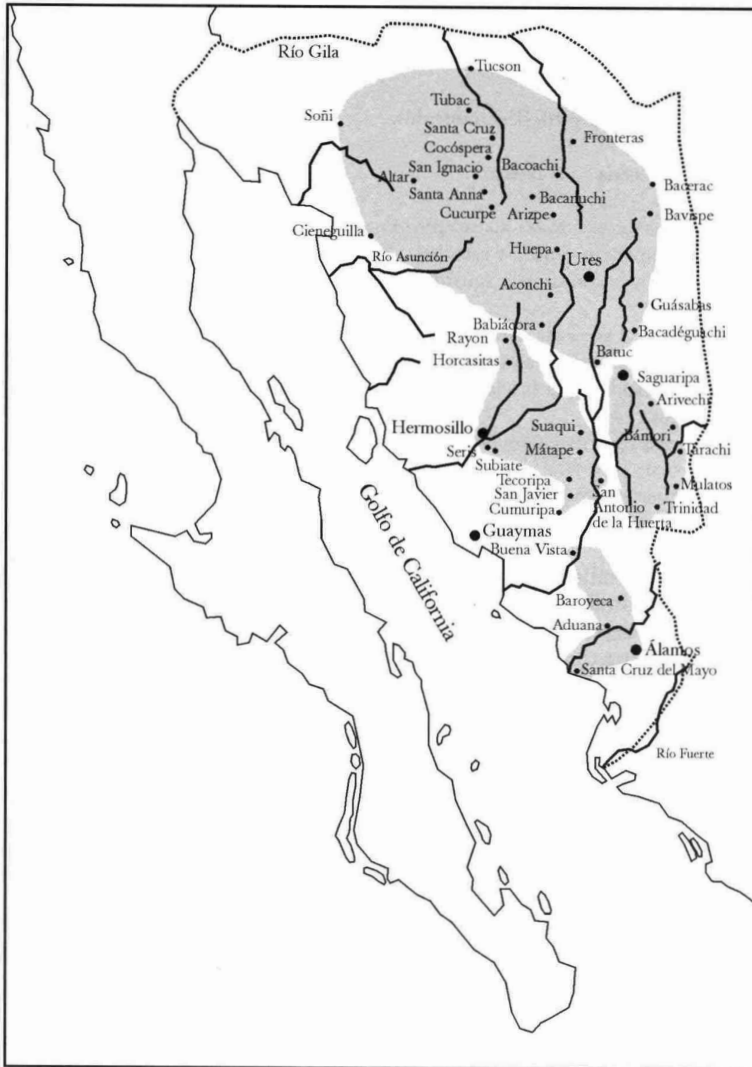 Río Gila
Tucson
Tubac
Soñi
Santa Cruz
Fronteras
Cocóspera
San Ignacio
Bacoachi
Altar
Bacerac
Santa Anna
Bacanuchi
Cucurpe
Arizpe
Bavispe
Cieneguilla
Huepa
Río Asunción
Ures
Aconchi
Guásabas
Babiácora
Bacadéguachi
Rayon
Horcasitas
Batuc
Saguaripa
Arivechi
Hermosillo
Suaqui
Bámori
Seris
Mátape
Tarachi
Subiate
Tecoripa
San
Mulatos
San Javier
Antonio
Trinidad
Cumuripa
de la Huerta
Guaymas
Buena Vista
Golfo de California
Baroyeca
Aduana
Álamos
Santa Cruz del Mayo
Río Fuerte